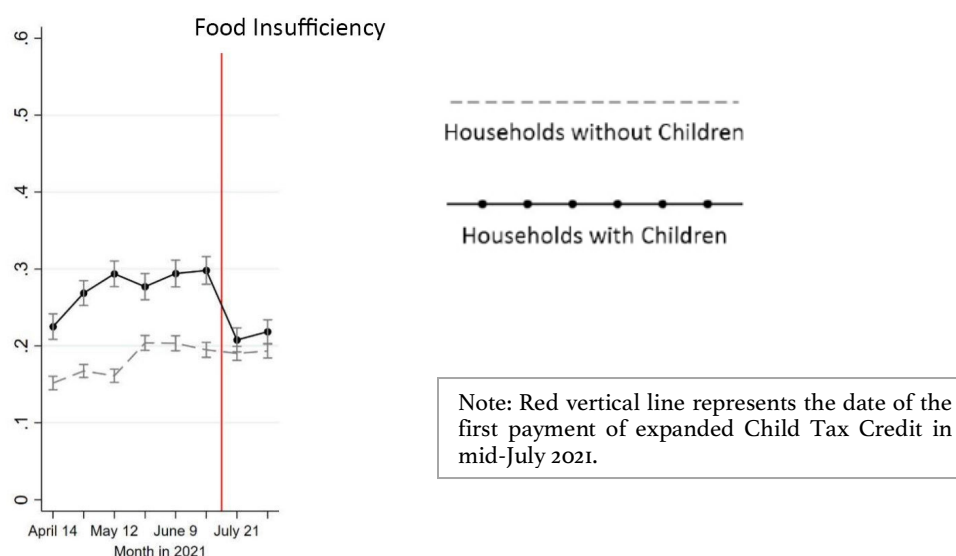 Food Insufficiency
.6
.5
.4
.3
.2
.1
0
April 14 May 12 June 9 July 21
Month in 2021
Households without Children
Households with Children
Note: Red vertical line represents the date of the
first payment of expanded Child Tax Credit in
mid-July 2021.